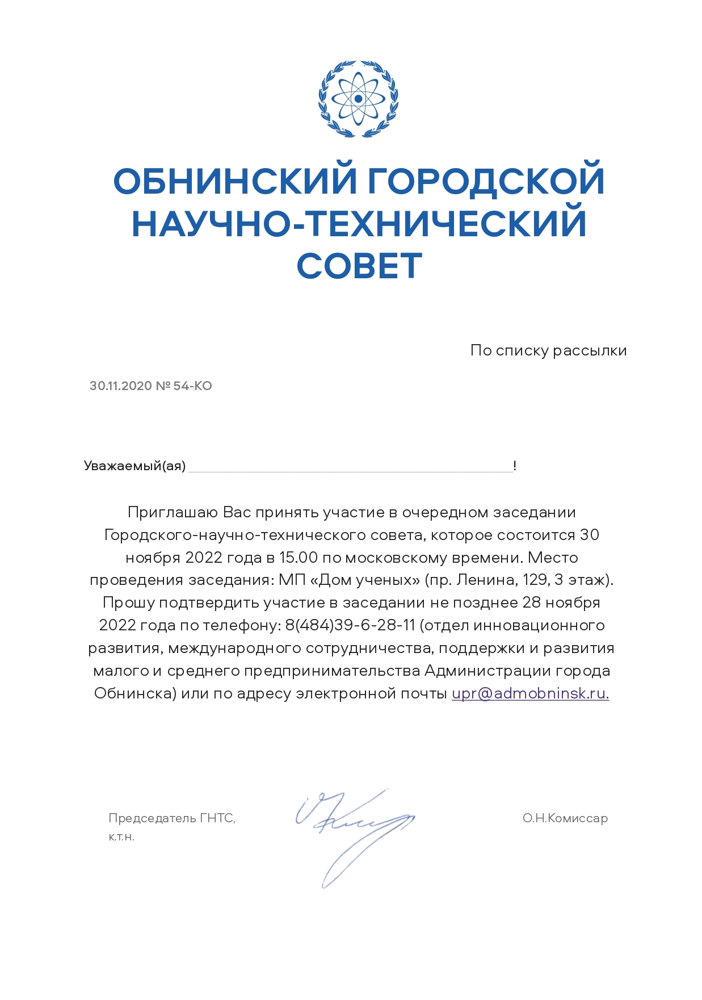 ОБНИНСКИЙ ГОРОДСКОЙ
НАУЧНО-ТЕХНИЧЕСКИЙ
СОВЕТ
По списку рассылки
30.11.2020 № 54-КО
Уважаемый(ая) !
Приглашаю Вас принять участие в очередном заседании
Городского-научно-технического совета, которое состоится 30
ноября 2022 года в 15.00 по московскому времени. Место
проведения заседания: МП «Дом ученых» (пр. Ленина, 129, 3 этаж).
Прошу подтвердить участие в заседании не позднее 28 ноября
2022 года по телефону: 8(484)39-6-28-11 (отдел инновационного
развития, международного сотрудничества, поддержки и развития
малого и среднего предпринимательства Администрации города
Обнинска) или по адресу электронной почты upr@admobninsk.ru.
Председатель ГНТС,
к.т.н.
О.Н.Комиссар